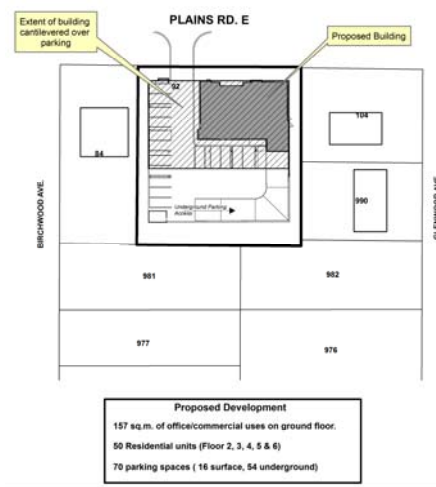 Extent of building
cantilevered over
parking
PLAINS RD. E
Proposed Building
92
104
84
BIRCHWOOD AVE.
Underground Parking
Access
990
GLENWOOD AVE.
981
982
977
976
Proposed Development
157 sq.m. of office/commercial uses on ground floor.
50 Residential units (Floor 2, 3, 4, 5 & 6)
70 parking spaces ( 16 surface, 54 underground)